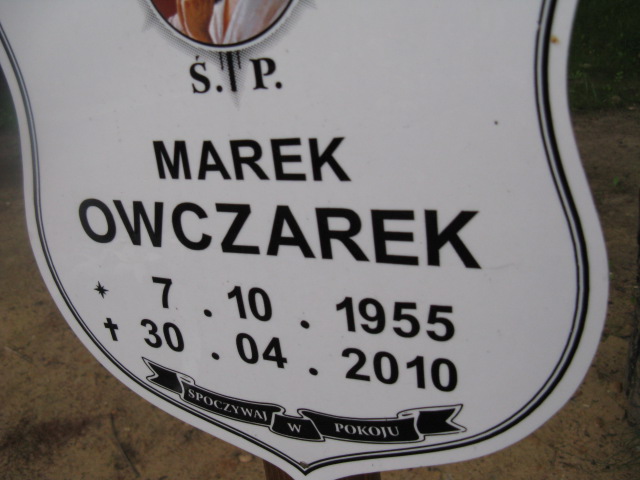 Ś. P.
MAREK
OWCZAREK
* 7 . 10 . 1955
† 30 . 04 . 2010
SPOCZYWAJ W POKOJU